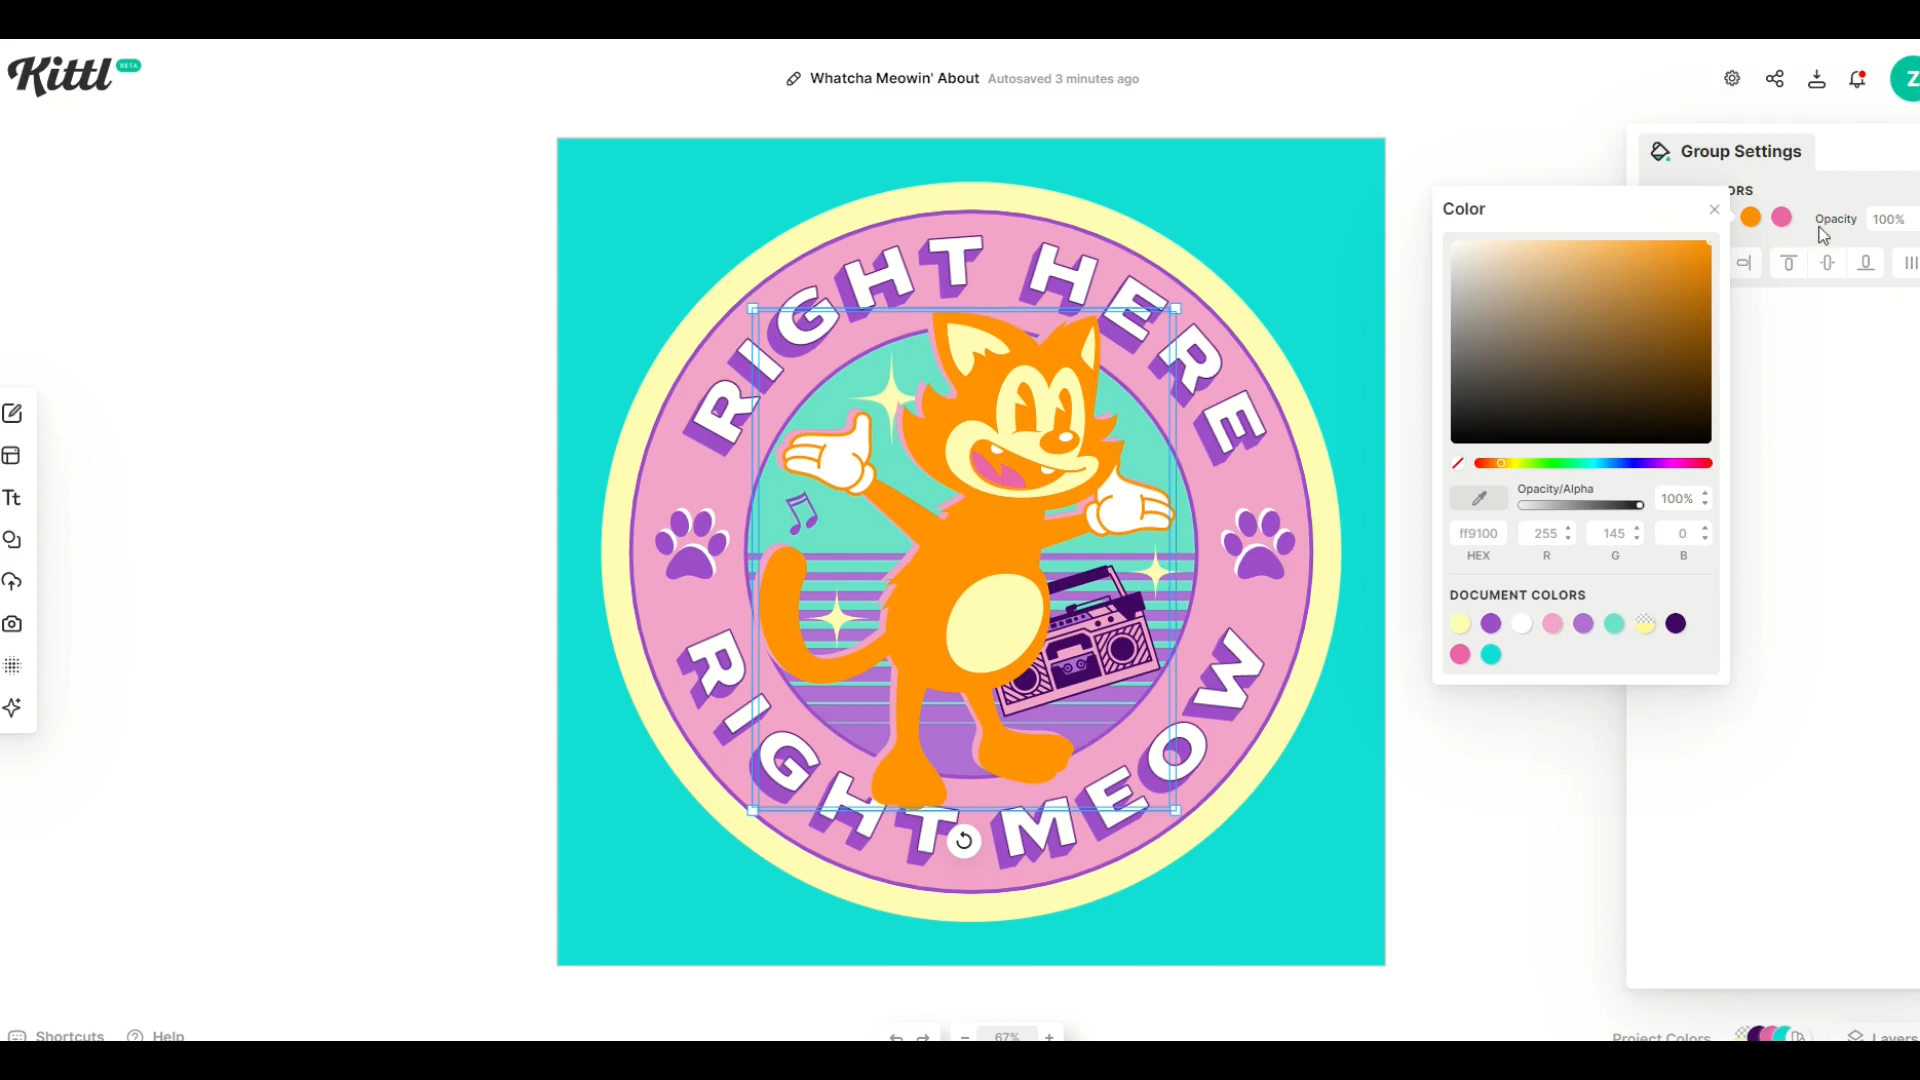 Kittl BETA
Whatcha Meowin' About Autosaved 3 minutes ago
Z
Group Settings
ORS
Color
Opacity 100%
RIGHT HERE
RIGHT MEOW
Opacity/Alpha
100%
ff9100 255 145 0
HEX R G B
DOCUMENT COLORS
Tt
Shortcuts Help
67%
Project Colors
Layers